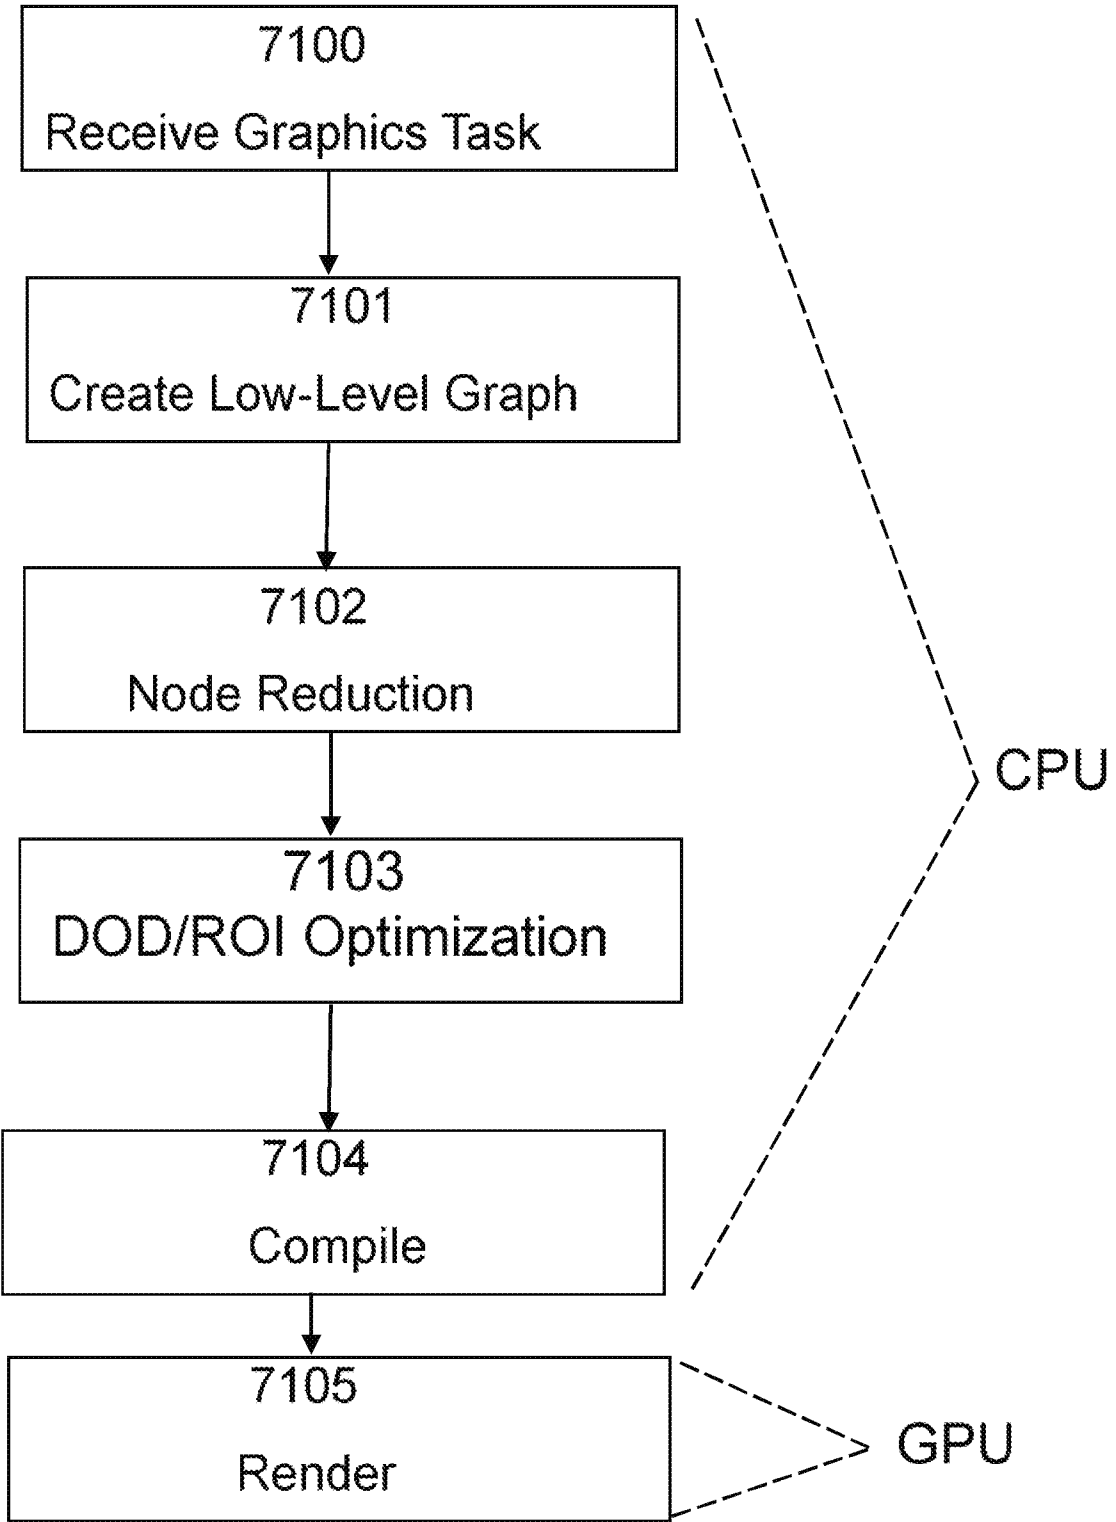 7100
Receive Graphics Task
7101
Create Low-Level Graph
7102
Node Reduction
CPU
7103
DOD/ROI Optimization
7104
Compile
7105
Render
GPU